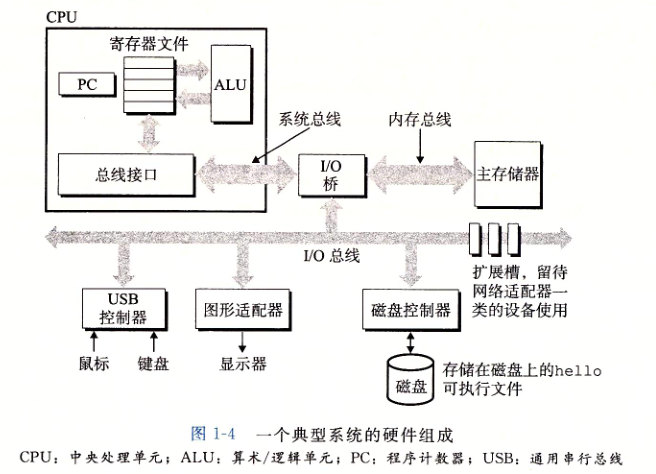 CPU
寄存器文件
PC
ALU
系统总线
内存总线
总线接口
I/O
桥
主存储器
I/O 总线
扩展槽，留待
网络适配器一
类的设备使用
USB
控制器
图形适配器
磁盘控制器
鼠标
键盘
显示器
磁盘
存储在磁盘上的hello
可执行文件
图 1-4 一个典型系统的硬件组成
CPU：中央处理单元；ALU：算术/逻辑单元；PC：程序计数器；USB：通用串行总线